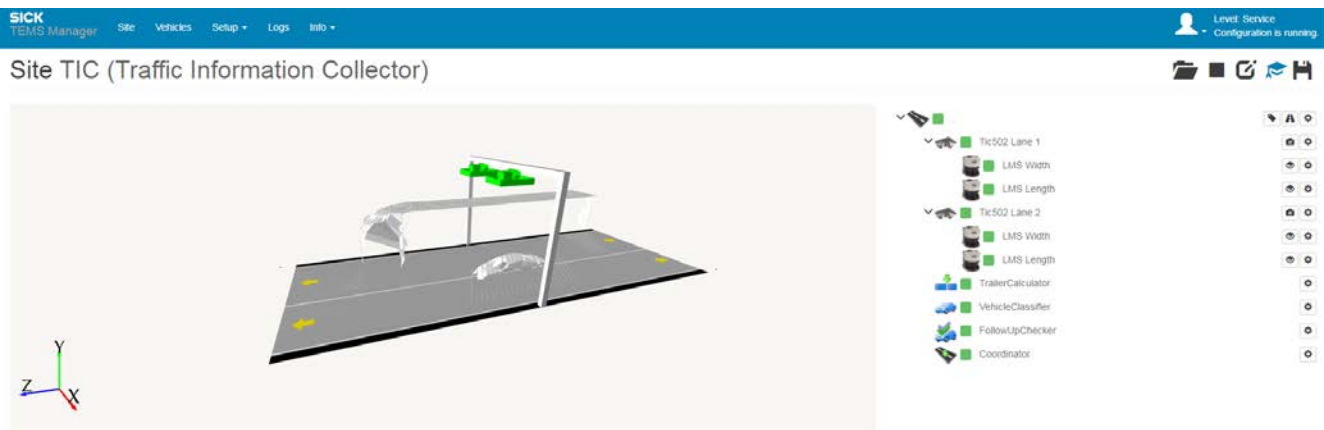 SICK
TEMS Manager Site Vehicles Setup Logs Info
Level: Service
Configuration is running.
Site TIC (Traffic Information Collector)
Tic502 Lane 1
LMS Width
LMS Length
Tic502 Lane 2
LMS Width
LMS Length
TrailerCalculator
VehicleClassifier
FollowUpChecker
Coordinator
Y
Z
X